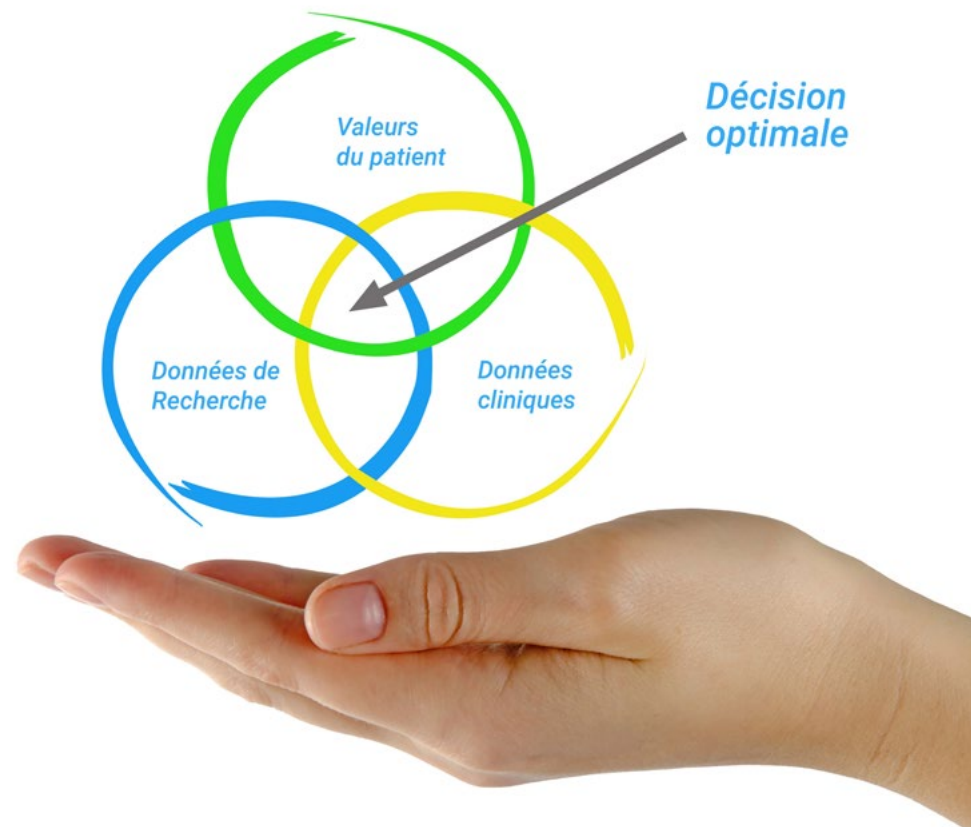 Décision
optimale
Valeurs
du patient
Données de
Recherche
Données
cliniques